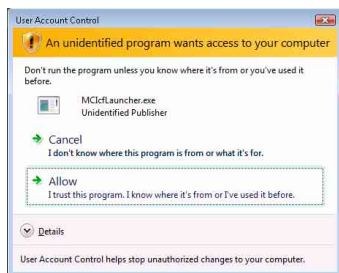 User Account Control
An unidentified program wants access to your computer
Don't run the program unless you know where it's from or you've used it
before.
MCIcfLauncher.exe
Unidentified Publisher
Cancel
I don't know where this program is from or what it's for.
Allow
I trust this program. I know where it's from or I've used it before.
Details
User Account Control helps stop unauthorized changes to your computer.